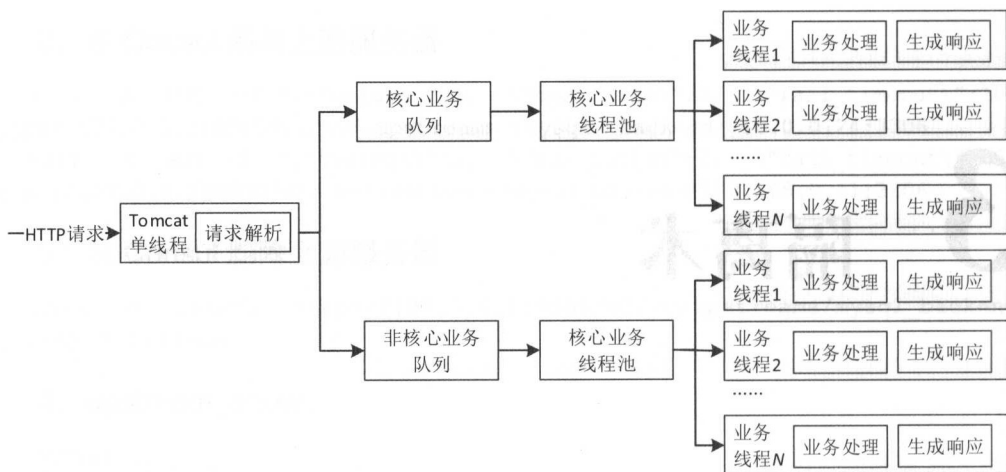 HTTP请求
Tomcat
单线程
请求解析
核心业务
队列
核心业务
线程池
业务
线程1
业务处理
生成响应
业务
线程2
业务处理
生成响应
……
业务
线程N
业务处理
生成响应
非核心业务
队列
核心业务
线程池
业务
线程1
业务处理
生成响应
业务
线程2
业务处理
生成响应
……
业务
线程N
业务处理
生成响应